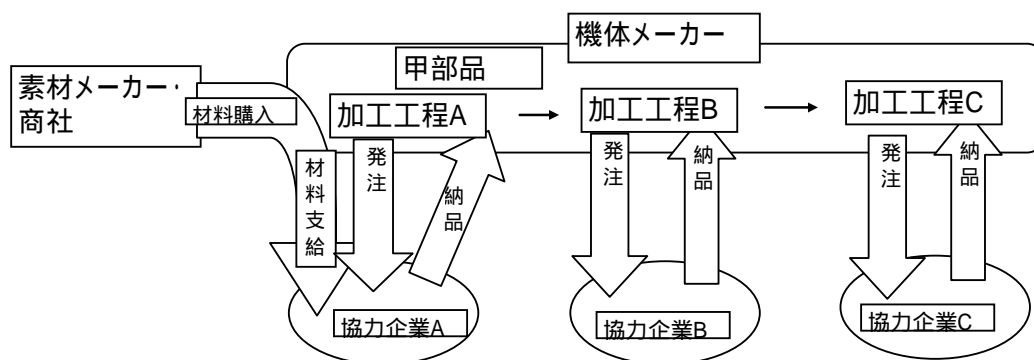 機体メーカー
甲部品
素材メーカー・
商社
材料購入
加工工程A
加工工程B
加工工程C
材料支給
発注
納品
発注
納品
発注
納品
協力企業A
協力企業B
協力企業C